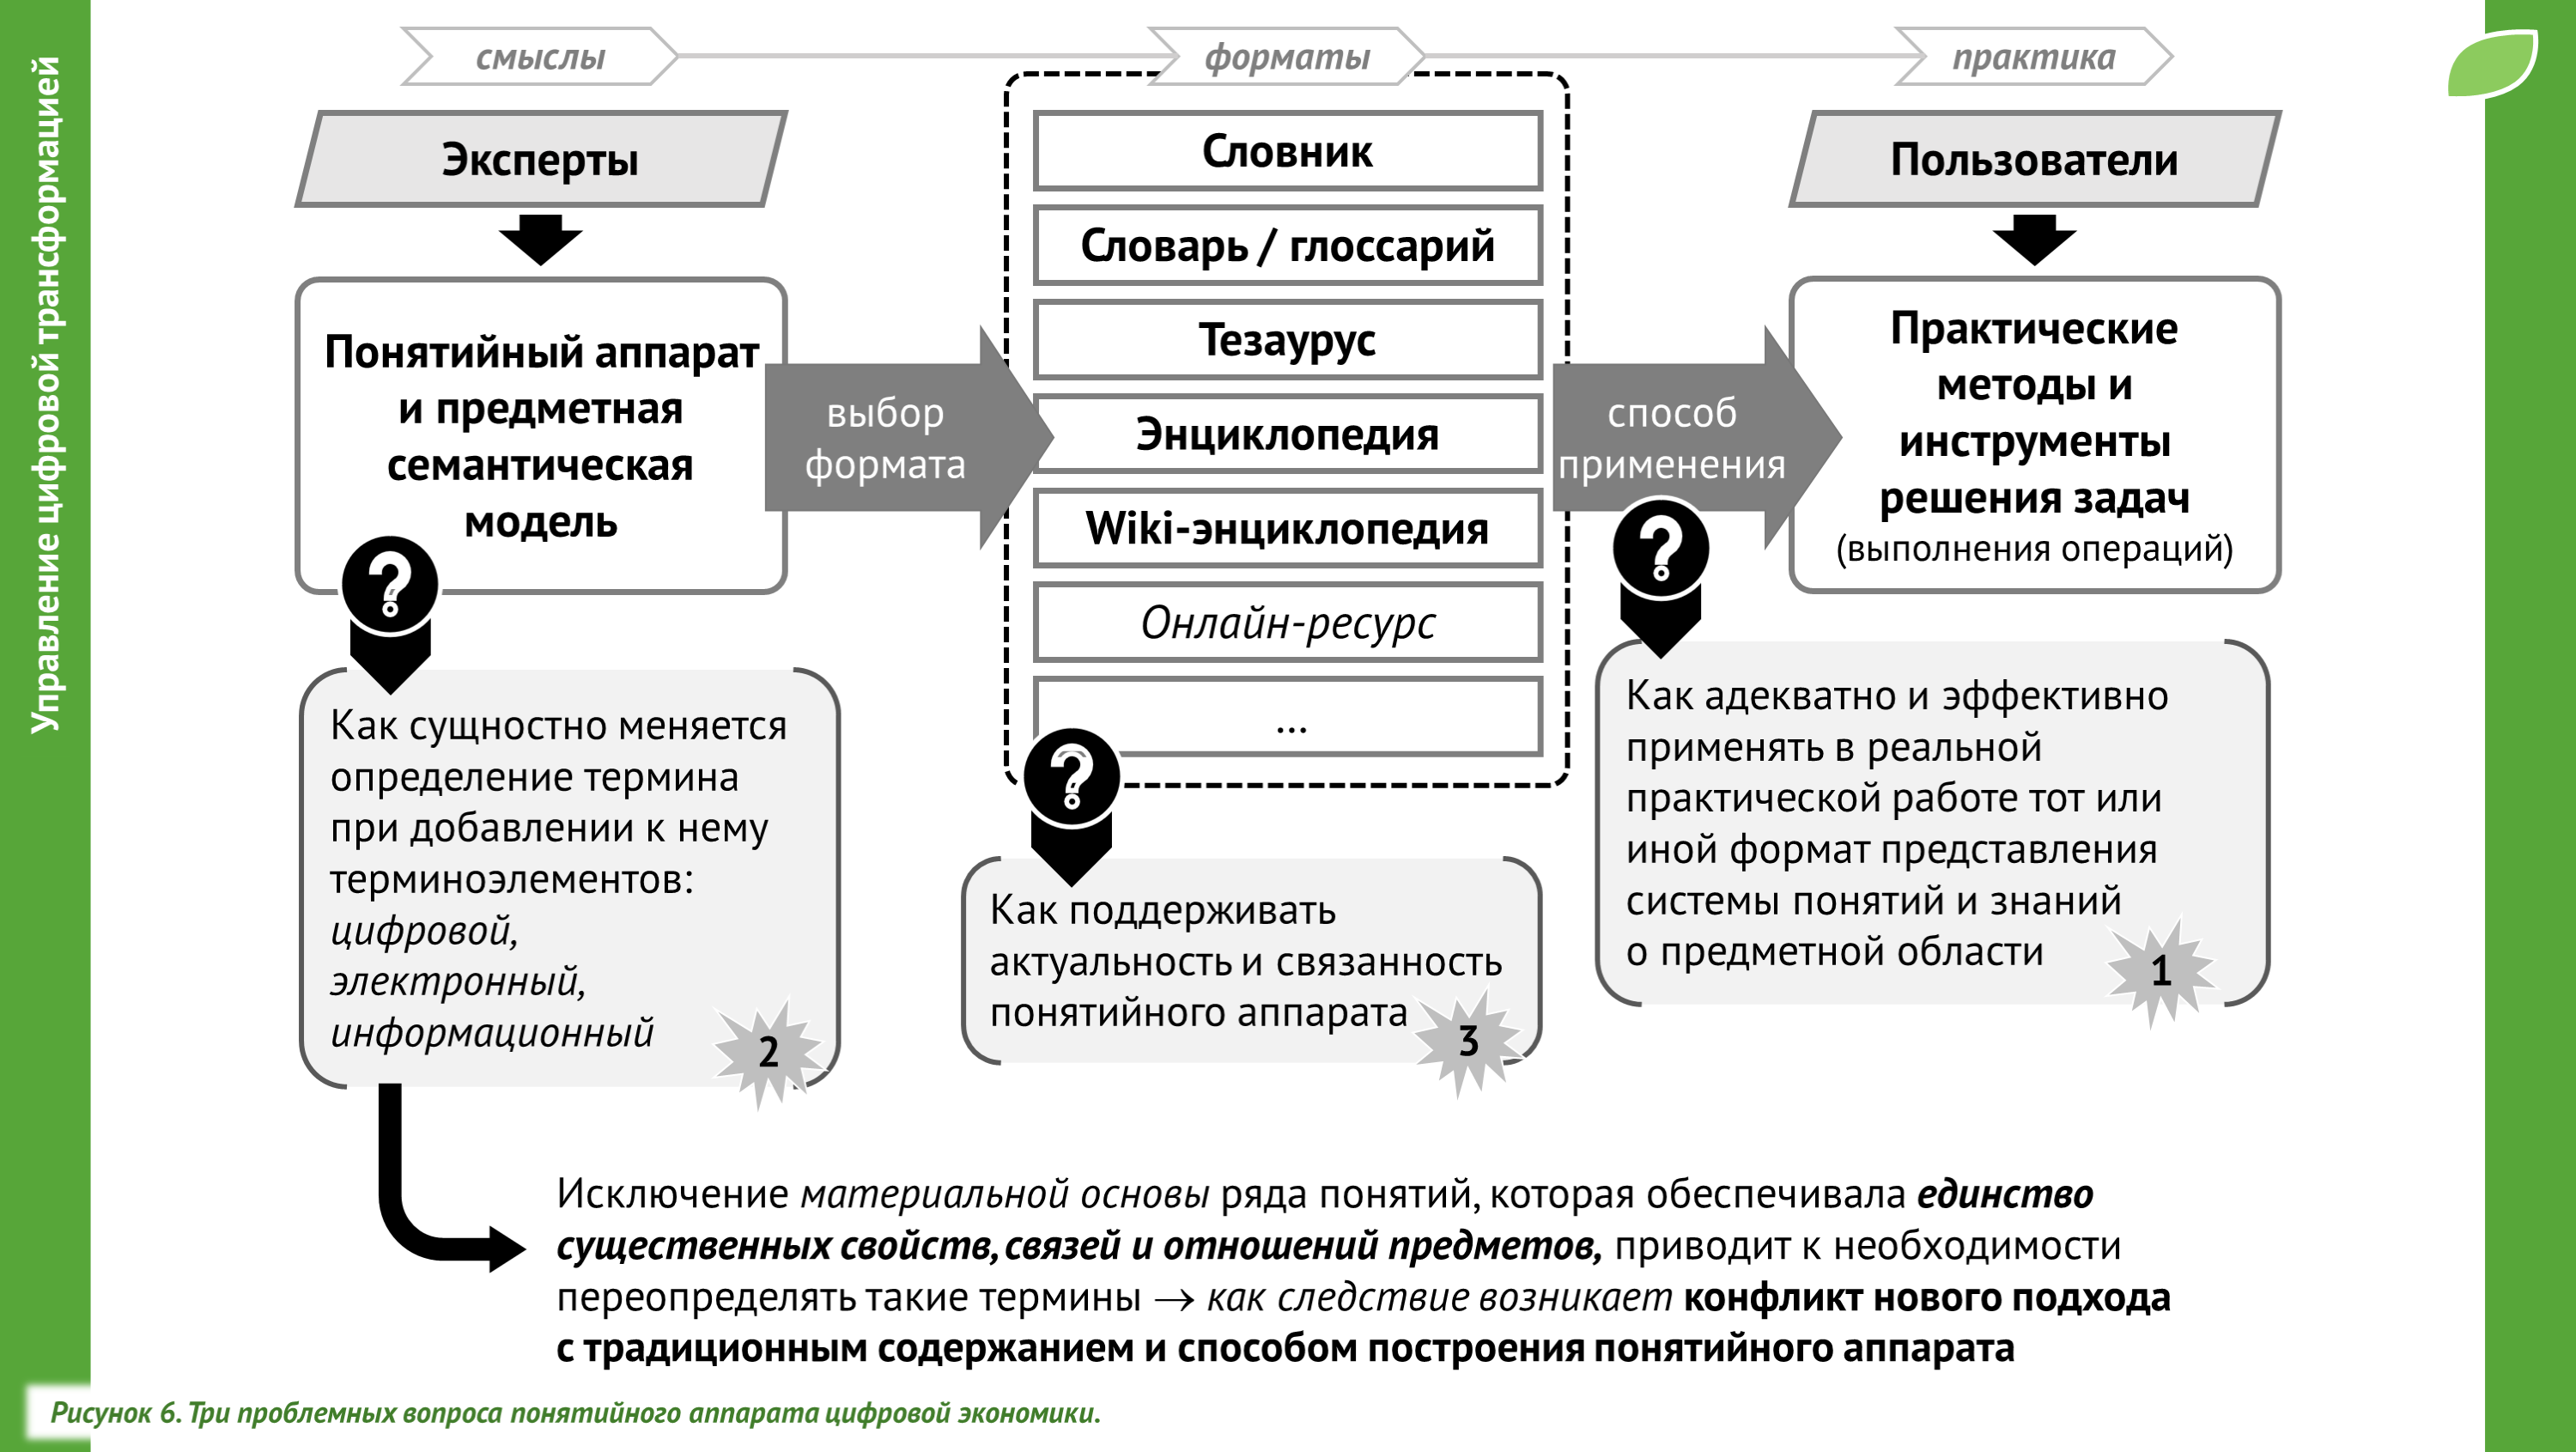 Управление цифровой трансформацией
смыслы
форматы
практика
Эксперты
Понятийный аппарат
и предметная
семантическая
модель
выбор
формата
Словник
Словарь / глоссарий
Тезаурус
Энциклопедия
Wiki-энциклопедия
Онлайн-ресурс
...
способ
применения
Пользователи
Практические
методы и
инструменты
решения задач
(выполнения операций)
?
Как сущностно меняется
определение термина
при добавлении к нему
терминоэлементов:
цифровой,
электронный,
информационный
2
?
Как поддерживать
актуальность и связанность
понятийного аппарата
3
?
Как адекватно и эффективно
применять в реальной
практической работе тот или
иной формат представления
системы понятий и знаний
о предметной области
1
Исключение материальной основы ряда понятий, которая обеспечивала единство
существенных свойств, связей и отношений предметов, приводит к необходимости
переопределять такие термины → как следствие возникает конфликт нового подхода
с традиционным содержанием и способом построения понятийного аппарата
Рисунок 6. Три проблемных вопроса понятийного аппарата цифровой экономики.